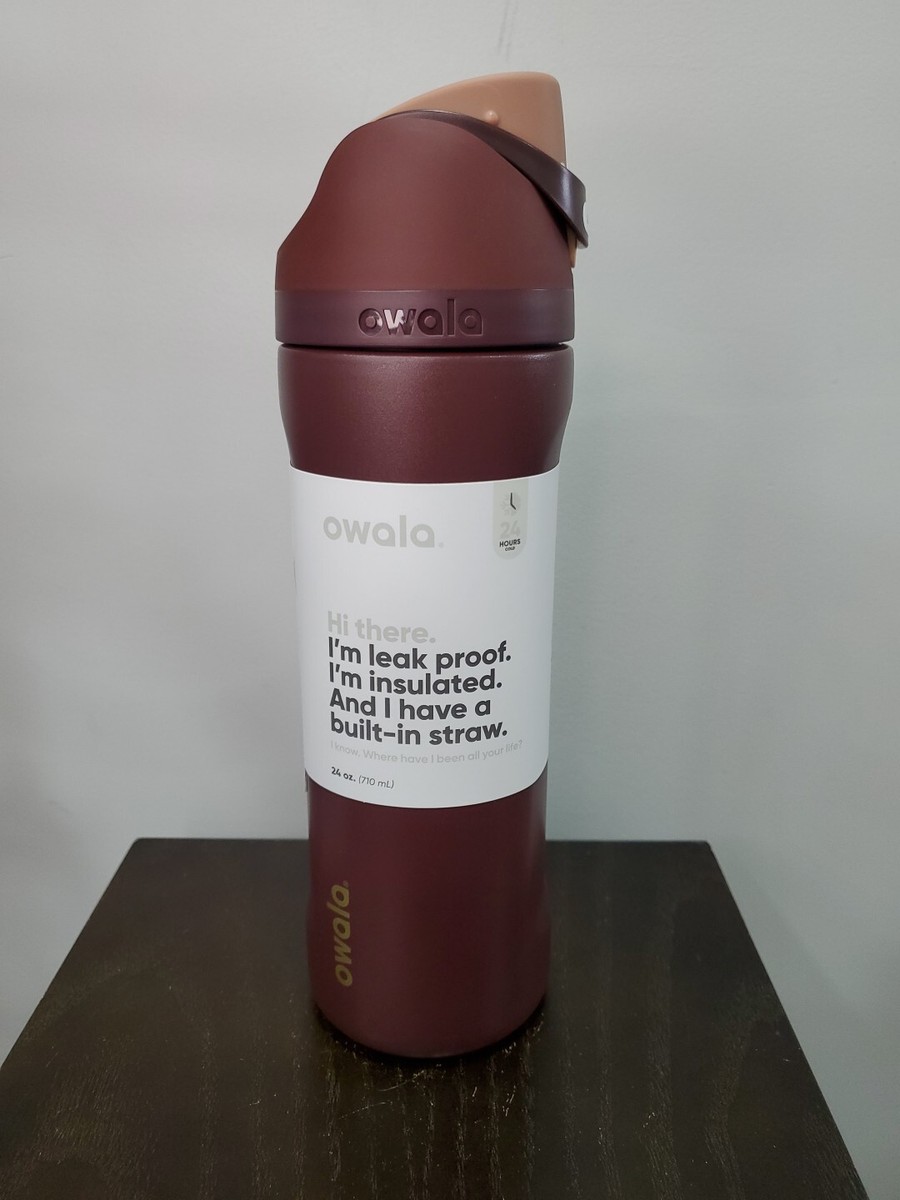 owala
owala®
24
HOURS
COLD
Hi there.
I'm leak proof.
I'm insulated.
And I have a
built-in straw.
I know. Where have I been all your life?
24 oz. (710 mL)
owala®